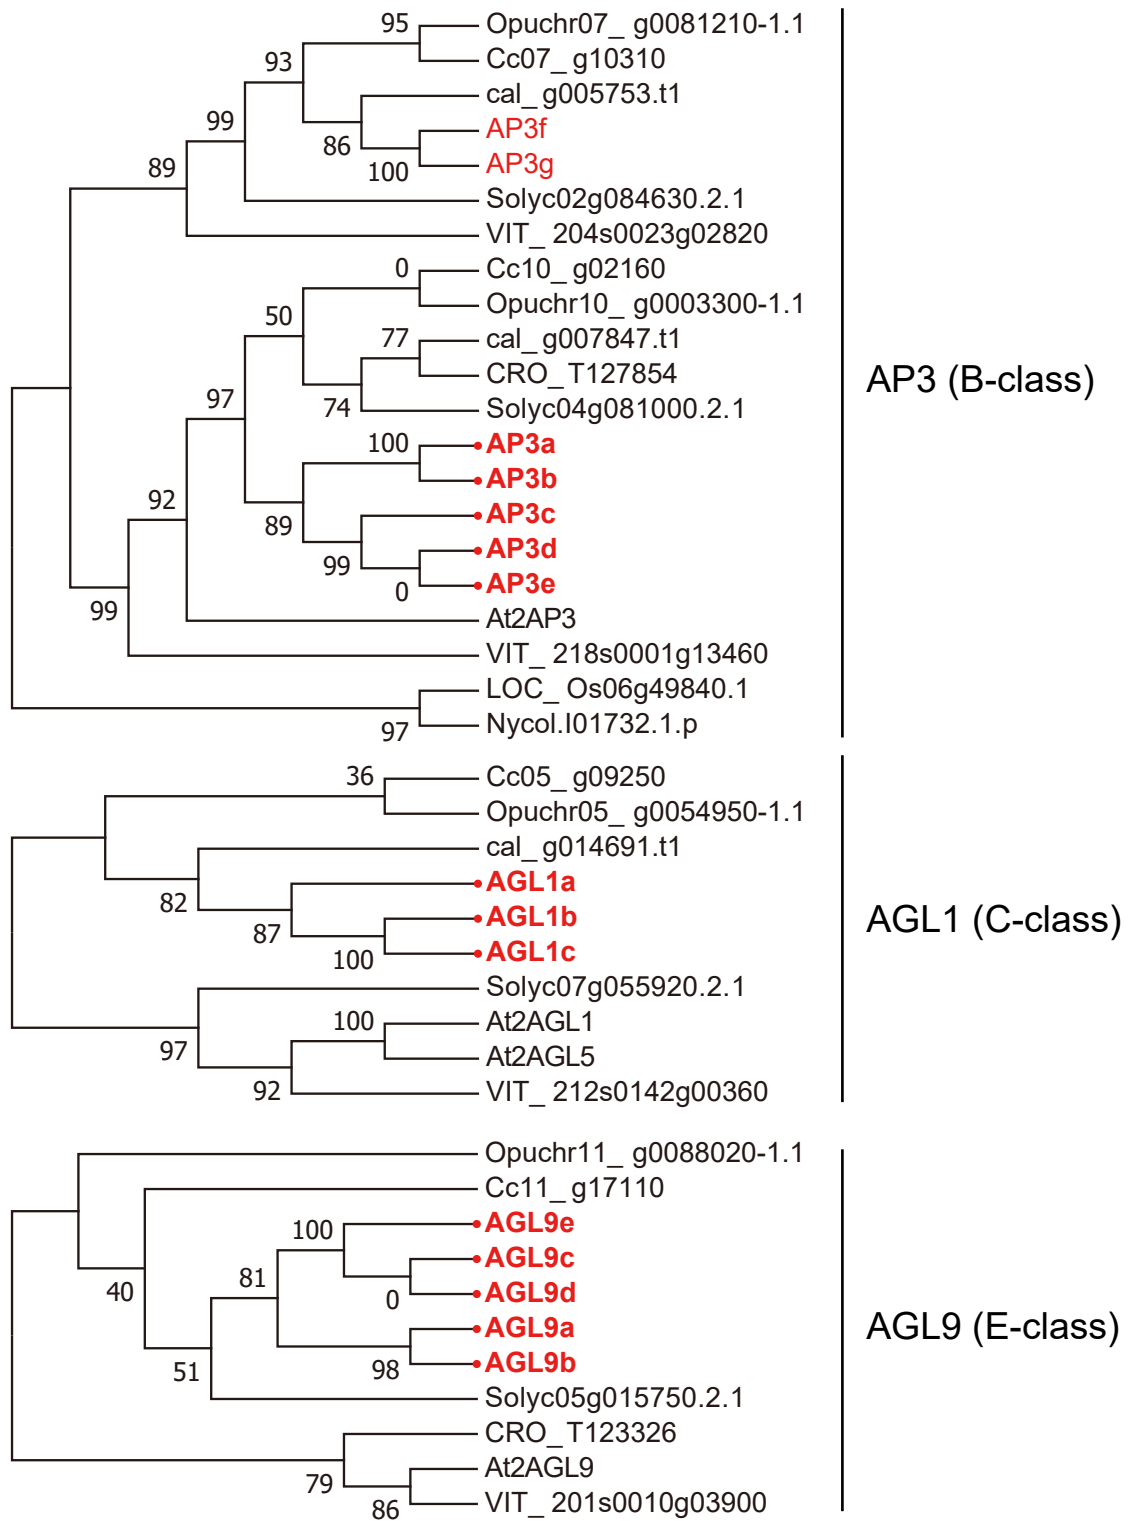 95
Opuchr07_ g0081210-1.1
Cc07_ g10310
93
cal_ g005753.t1
99
AP3f
86
AP3g
100
89
Solyc02g084630.2.1
VIT_ 204s0023g02820
0
Cc10_ g02160
Opuchr10_ g0003300-1.1
50
77
cal_ g007847.t1
CRO_ T127854
AP3 (B-class)
97
74
Solyc04g081000.2.1
100
AP3a
AP3b
92
AP3c
89
AP3d
99
AP3e
0
99
At2AP3
VIT_ 218s0001g13460
LOC_ Os06g49840.1
Nycol.I01732.1.p
97
36
Cc05_ g09250
Opuchr05_ g0054950-1.1
cal_ g014691.t1
AGL1a
82
AGL1b
AGL1 (C-class)
87
AGL1c
100
Solyc07g055920.2.1
100
At2AGL1
97
At2AGL5
92
VIT_ 212s0142g00360
Opuchr11_ g0088020-1.1
Cc11_ g17110
100
AGL9e
AGL9c
81
40
0
AGL9d
AGL9a
AGL9 (E-class)
51
98
AGL9b
Solyc05g015750.2.1
CRO_ T123326
At2AGL9
79
86
VIT_ 201s0010g03900